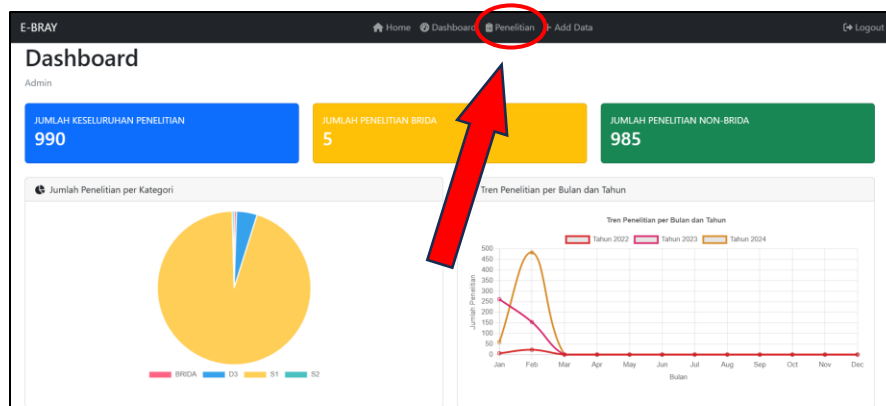 E-BRAY Home Dashboard Penelitian + Add Data Logout
Dashboard
Admin
JUMLAH KESELURUHAN PENELITIAN
990
JUMLAH PENELITIAN BRIDA
5
JUMLAH PENELITIAN NON-BRIDA
985
Jumlah Penelitian per Kategori
BRIDA D3 S1 S2
Tren Penelitian per Bulan dan Tahun
Tren Penelitian per Bulan dan Tahun
Tahun 2022 Tahun 2023 Tahun 2024
Jumlah Penelitian
500
450
400
350
300
250
200
150
100
50
0
Jan Feb Mar Apr May Jun Jul Aug Sep Oct Nov Dec
Bulan